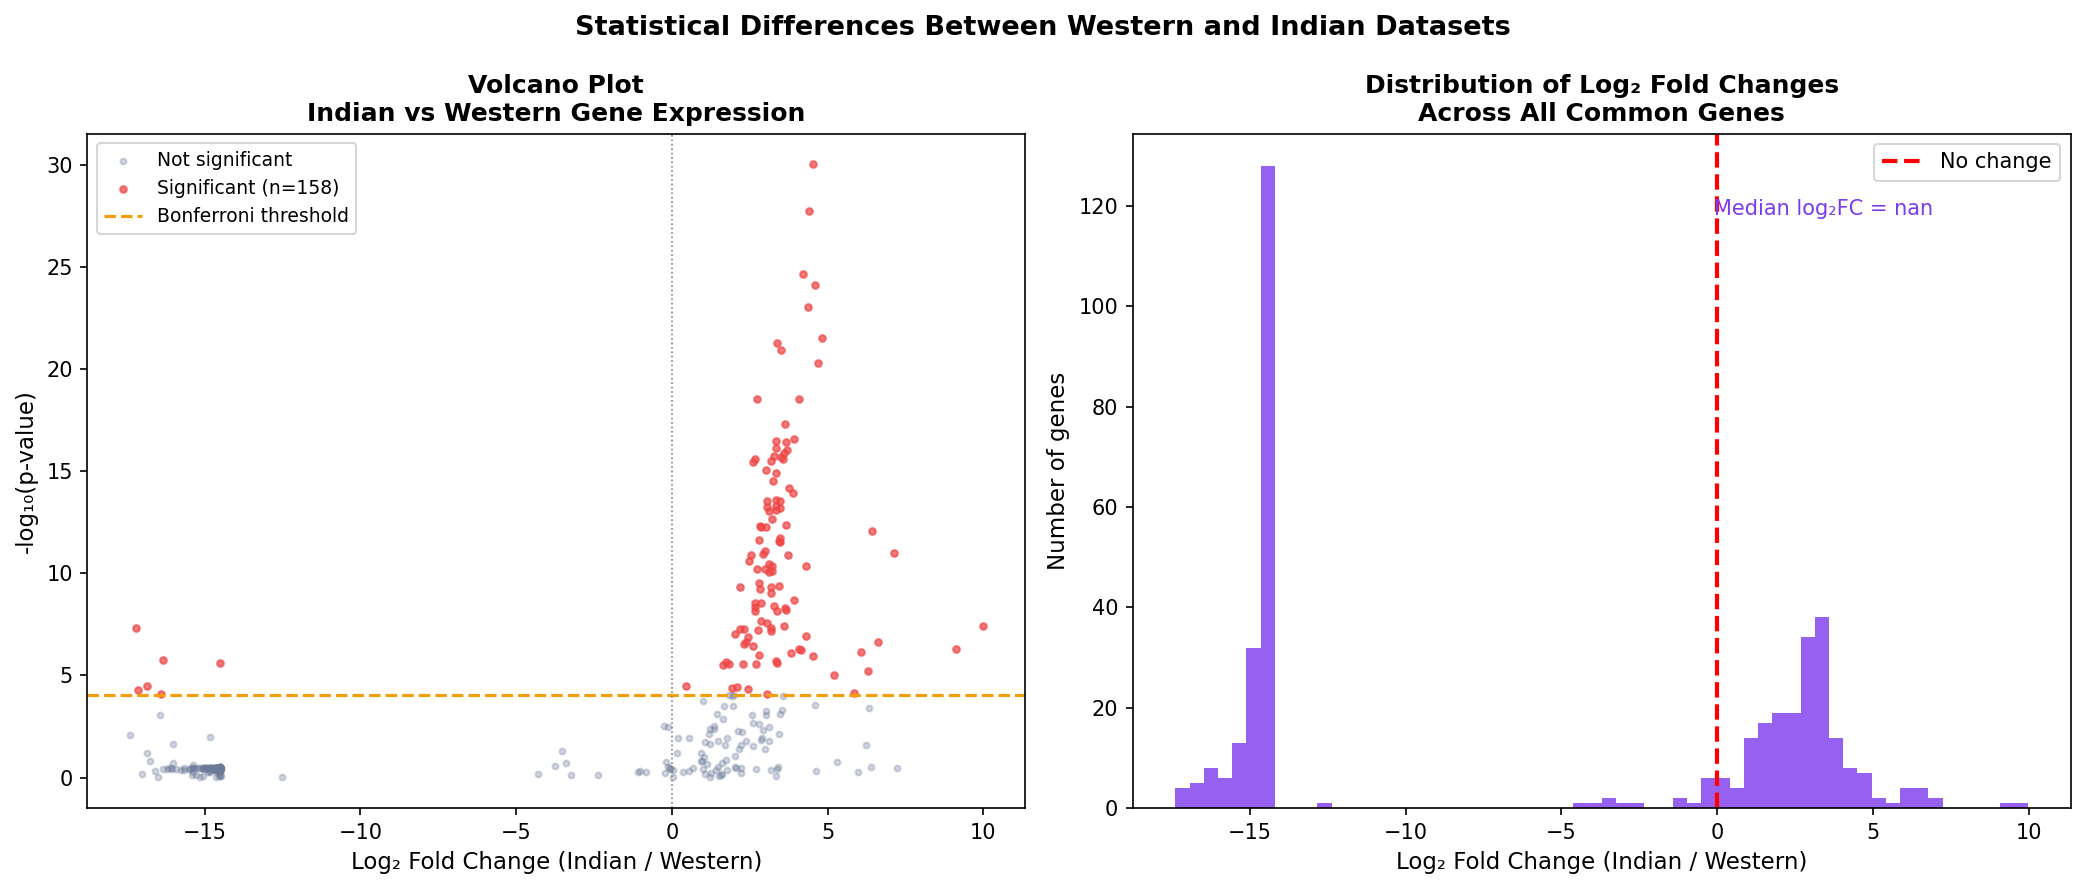 Statistical Differences Between Western and Indian Datasets
Volcano Plot
Indian vs Western Gene Expression
Not significant
Significant (n=158)
Bonferroni threshold
30
25
20
15
10
5
0
-log₁₀(p-value)
−15
−10
−5
0
5
10
Log₂ Fold Change (Indian / Western)
Distribution of Log₂ Fold Changes
Across All Common Genes
No change
Median log₂FC = nan
120
100
80
60
40
20
0
Number of genes
−15
−10
−5
0
5
10
Log₂ Fold Change (Indian / Western)